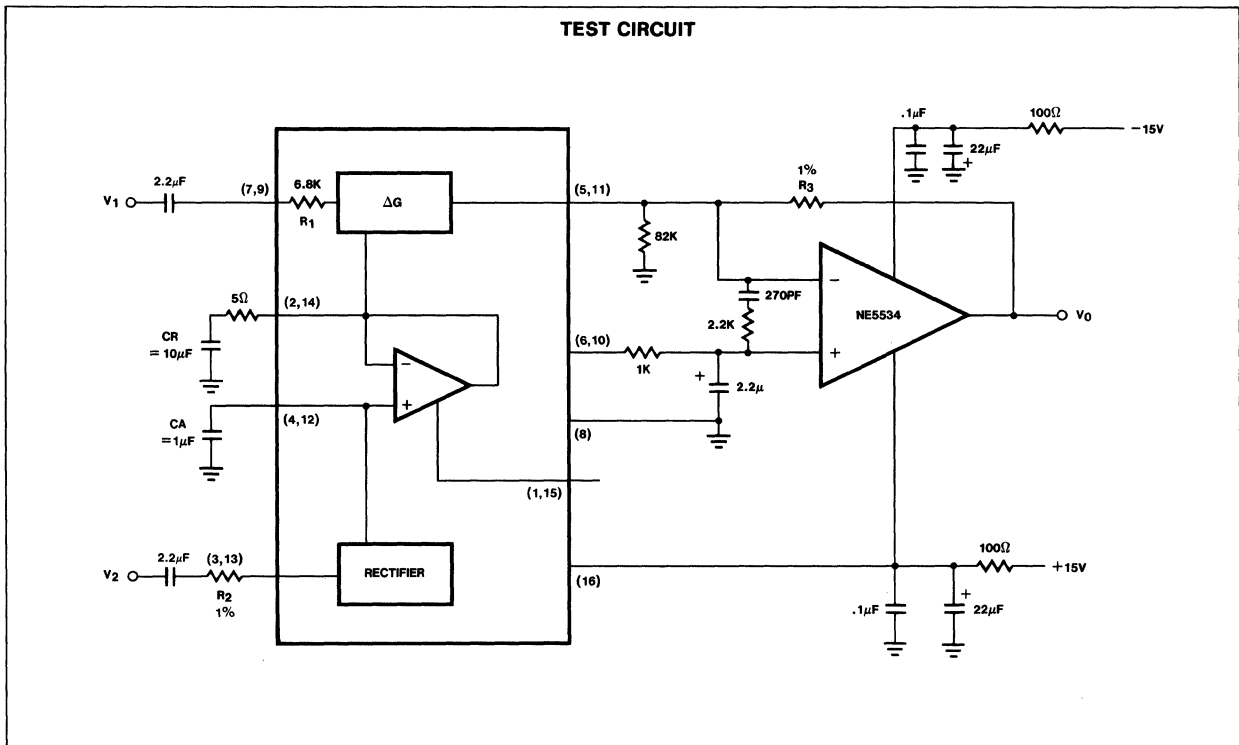 TEST CIRCUIT
.1µF
100Ω
−15V
22µF
+
2.2µF
(7,9)
6.8K
V1
R1
ΔG
(5,11)
1%
R3
82K
5Ω
(2,14)
CR
= 10µF
−
270PF
2.2K
NE5534
V0
(6,10)
1K
+
+
2.2µ
−
+
CA
=1µF
(4,12)
(8)
(1,15)
2.2µF
(3,13)
V2
R2
1%
RECTIFIER
(16)
100Ω
+15V
.1µF
+
22µF